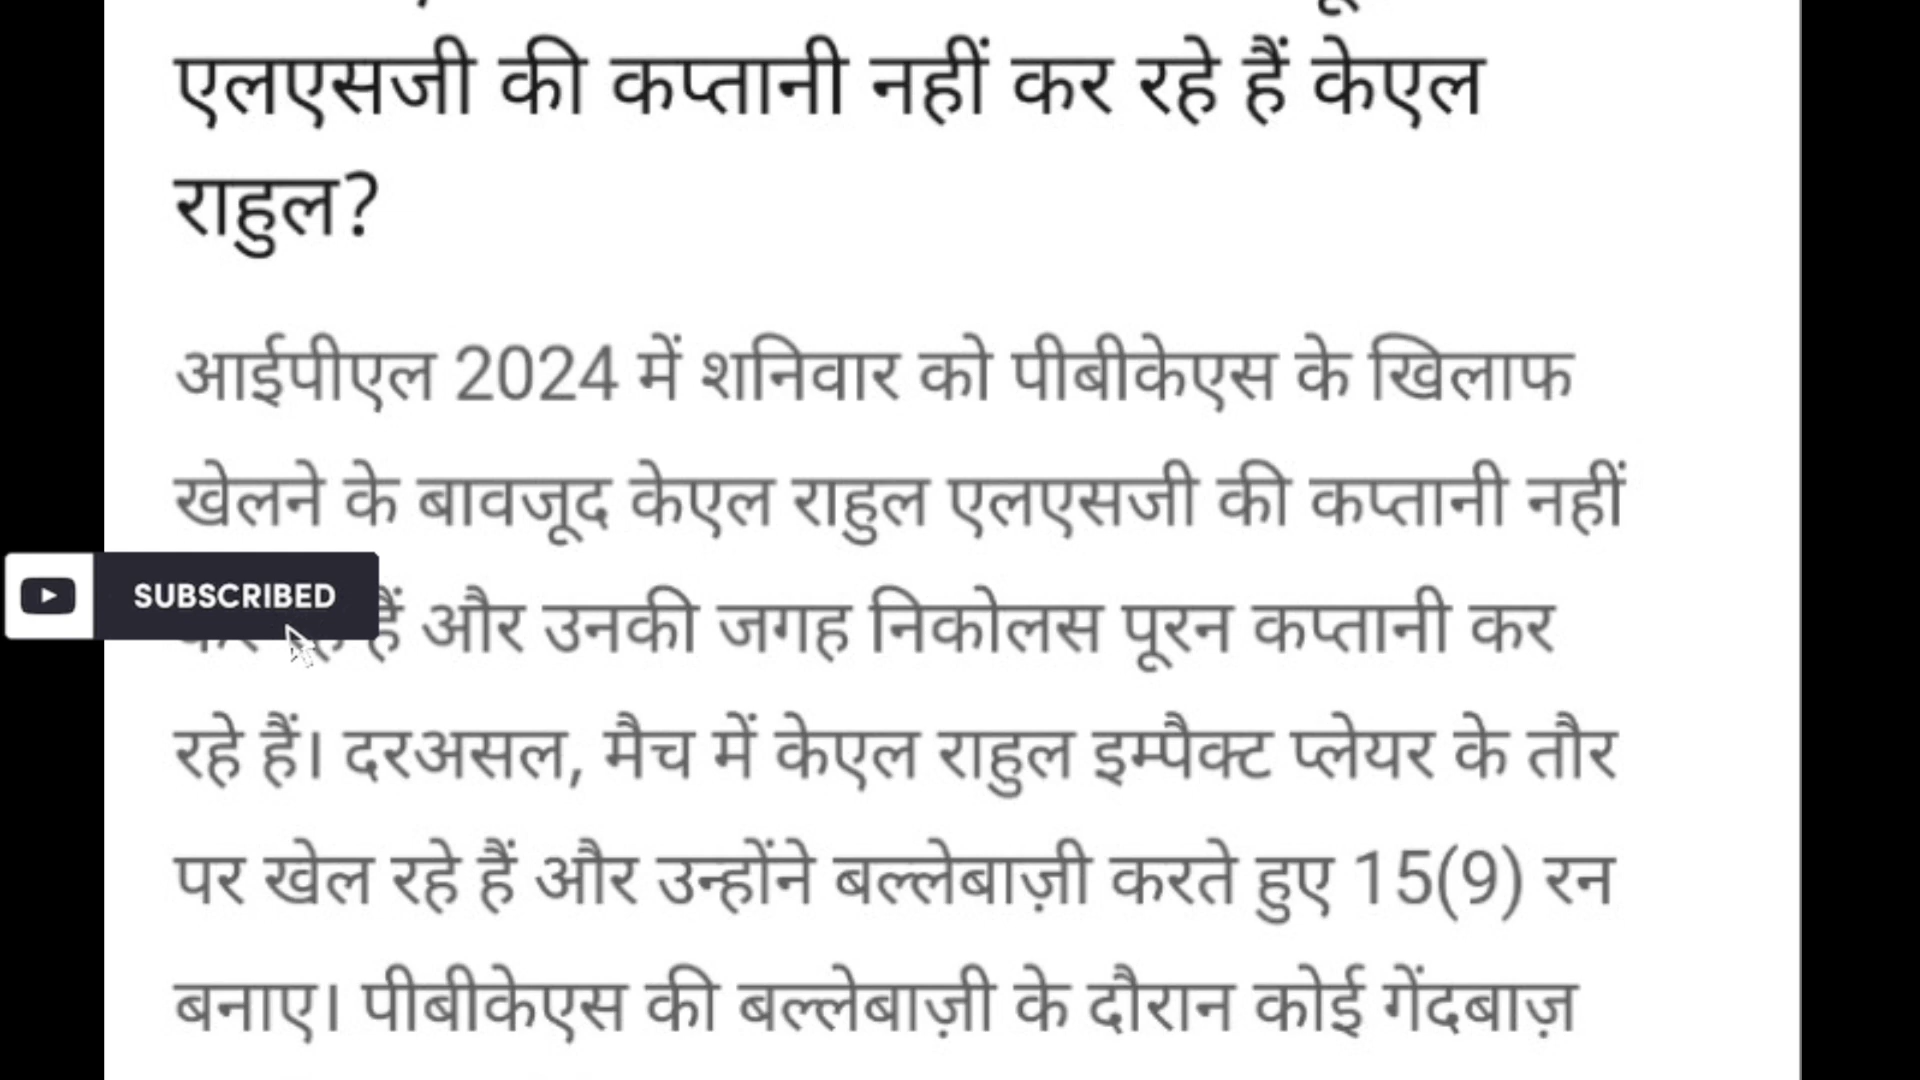 एलएसजी की कप्तानी नहीं कर रहे हैं केएल
राहुल?
आईपीएल 2024 में शनिवार को पीबीकेएस के खिलाफ
खेलने के बावजूद केएल राहुल एलएसजी की कप्तानी नहीं
SUBSCRIBED
हैं और उनकी जगह निकोलस पूरन कप्तानी कर
रहे हैं। दरअसल, मैच में केएल राहुल इम्पैक्ट प्लेयर के तौर
पर खेल रहे हैं और उन्होंने बल्लेबाज़ी करते हुए 15(9) रन
बनाए। पीबीकेएस की बल्लेबाज़ी के दौरान कोई गेंदबाज़